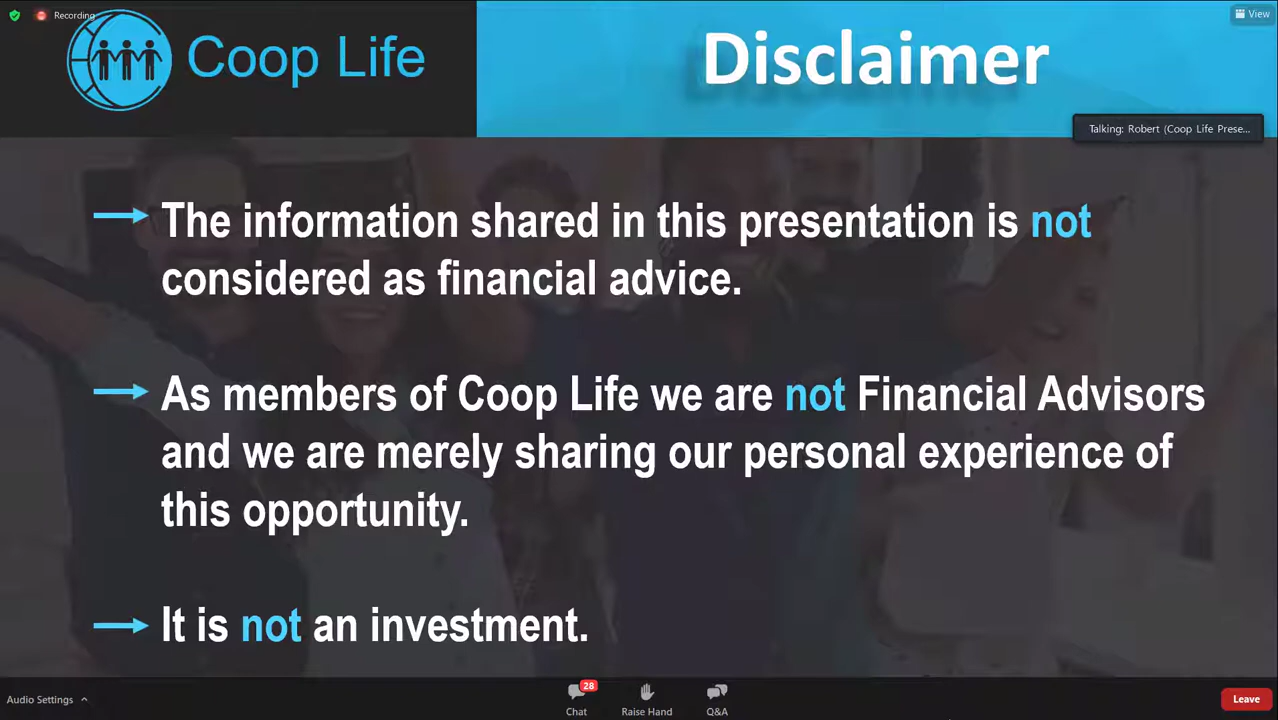 Recording
View
Coop Life
Disclaimer
Talking: Robert (Coop Life Prese...
The information shared in this presentation is not
considered as financial advice.
As members of Coop Life we are not Financial Advisors
and we are merely sharing our personal experience of
this opportunity.
It is not an investment.
Audio Settings
28
Chat
Raise Hand
Q&A
Leave